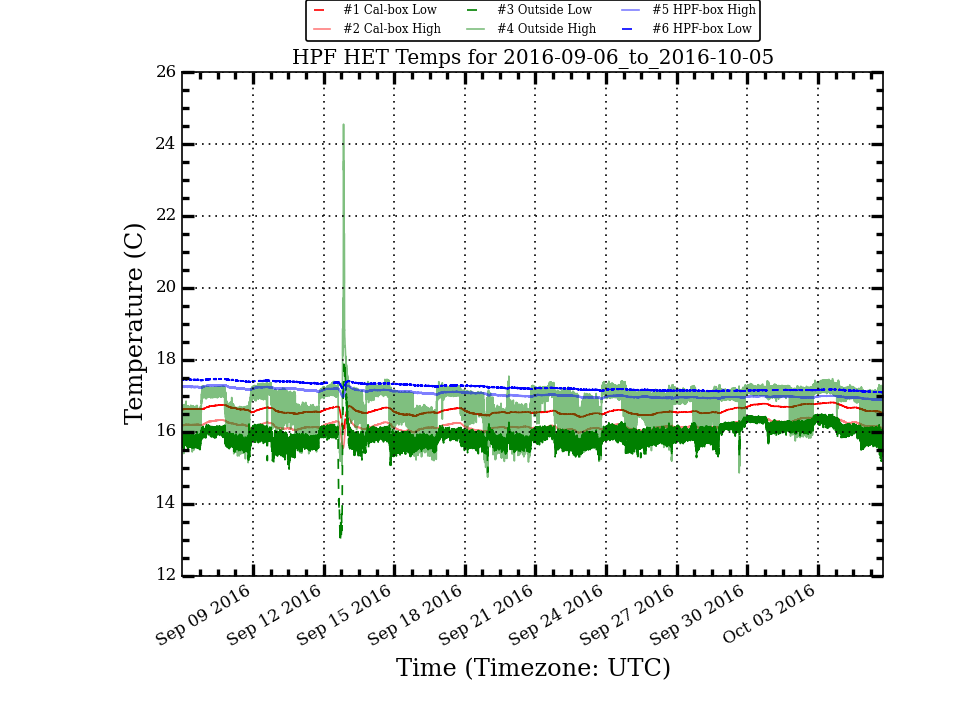 #1 Cal-box Low #3 Outside Low #5 HPF-box High
#2 Cal-box High #4 Outside High #6 HPF-box Low
HPF HET Temps for 2016-09-06_to_2016-10-05
26
24
22
20
18
16
14
12
Temperature (C)
Sep 09 2016
Sep 12 2016
Sep 15 2016
Sep 18 2016
Sep 21 2016
Sep 24 2016
Sep 27 2016
Sep 30 2016
Oct 03 2016
Time (Timezone: UTC)